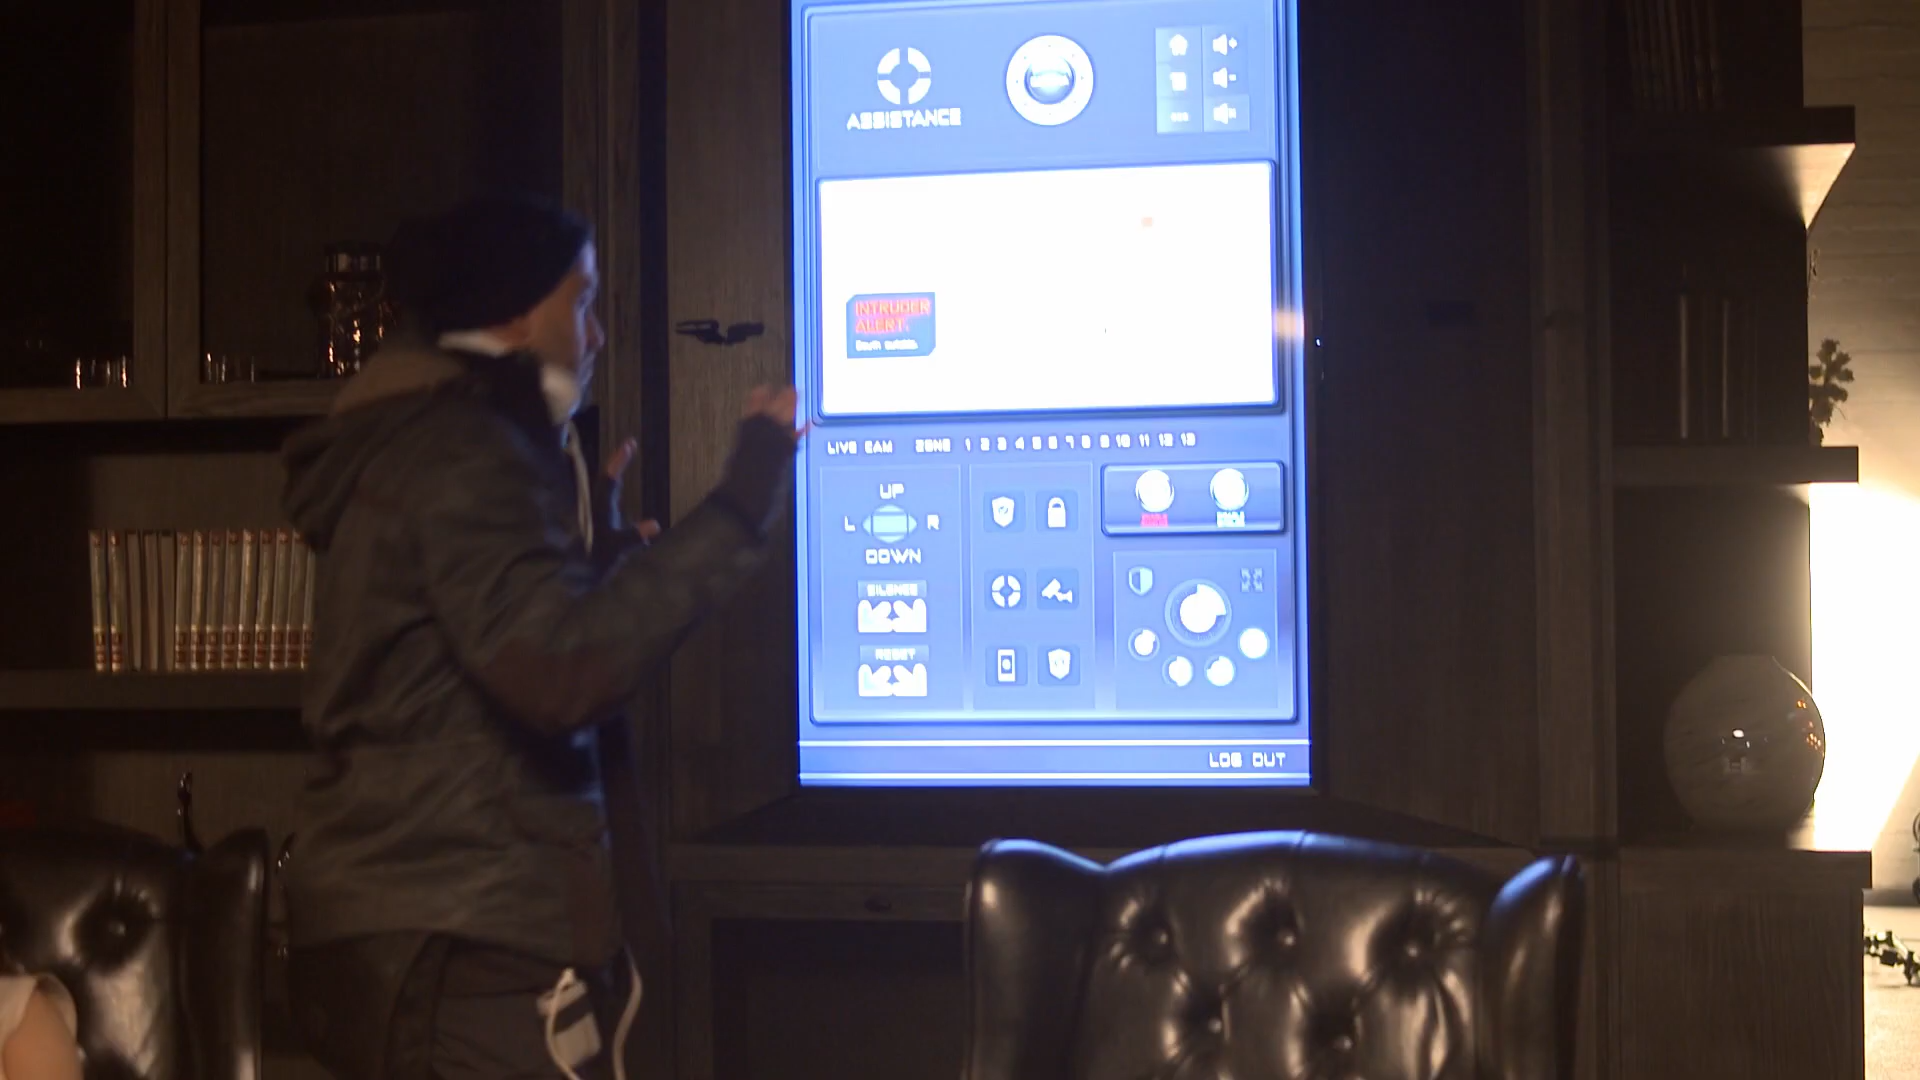 ASSISTANCE
INTRUDER
ALERT.
LIVE CAM ZONE 1 2 3 4 5 6 7 8 9 10 11 12 13
UP
L R
DOWN
SILENCE
RESET
LOG OUT